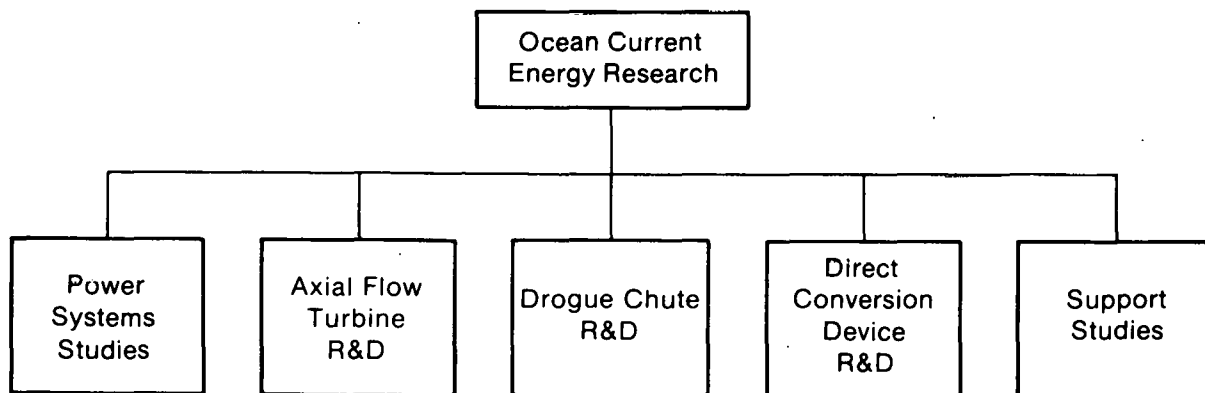 Ocean Current
Energy Research
Power
Systems
Studies
Axial Flow
Turbine
R&D
Drogue Chute
R&D
Direct
Conversion
Device
R&D
Support
Studies